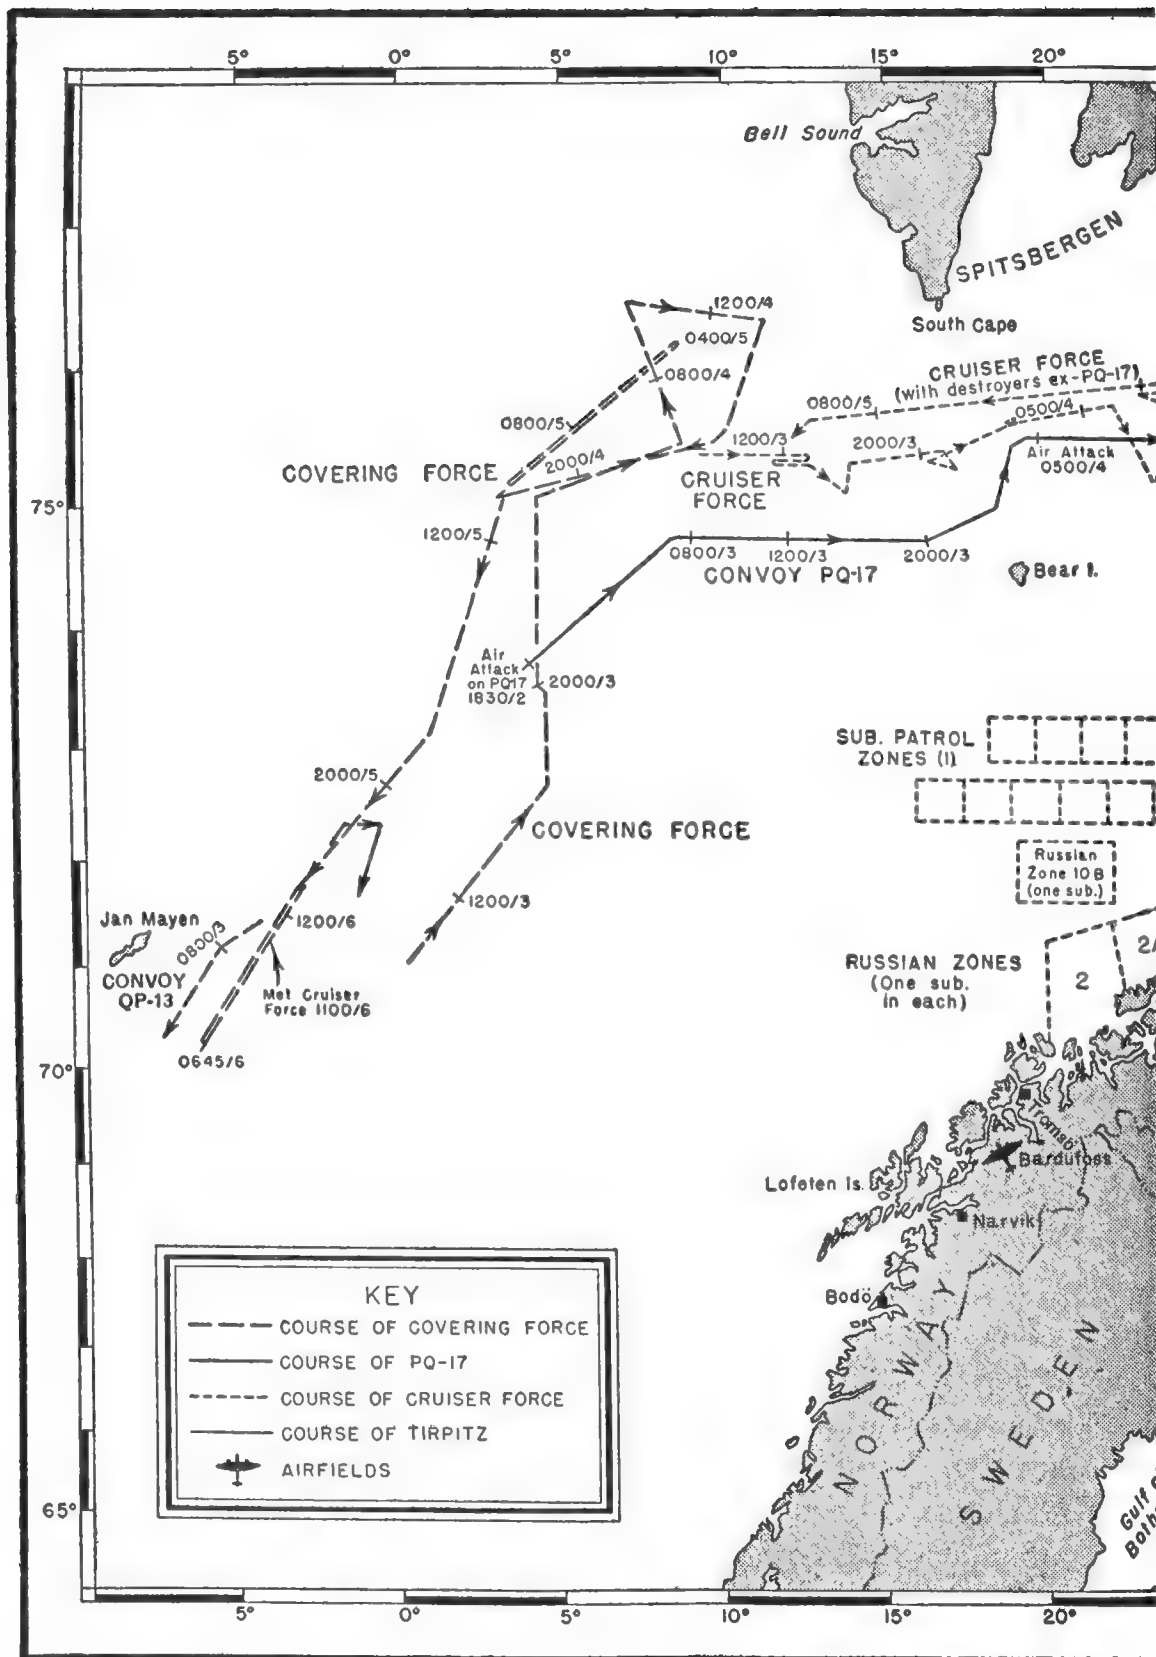 5°
0°
5°
10°
15°
20°
Bell Sound
SPITSBERGEN
South Cape
1200/4
0400/5
0800/4
CRUISER FORCE
(with destroyers ex-PQ-17)
0800/5
0500/4
0800/5
1200/3
2000/3
COVERING FORCE
2000/4
CRUISER
FORCE
Air Attack
0500/4
75°
1200/5
0800/3
1200/3
2000/3
CONVOY PQ-17
Bear I.
Air
Attack
on PQ17
1830/2
2000/3
SUB. PATROL
ZONES (1)
2000/5
COVERING FORCE
Russian
Zone 10B
(one sub.)
1200/3
Jan Mayen
0800/3
1200/6
CONVOY
QP-13
Met Cruiser
Force 1100/6
RUSSIAN ZONES
(One sub.
in each)
2
0645/6
70°
Tromsö
Bardufoss
Lofoten Is.
Narvik
Bodö
NORWAY
SWEDEN
KEY
COURSE OF COVERING FORCE
COURSE OF PQ-17
COURSE OF CRUISER FORCE
COURSE OF TIRPITZ
AIRFIELDS
65°
Gulf
5°
0°
5°
10°
15°
20°